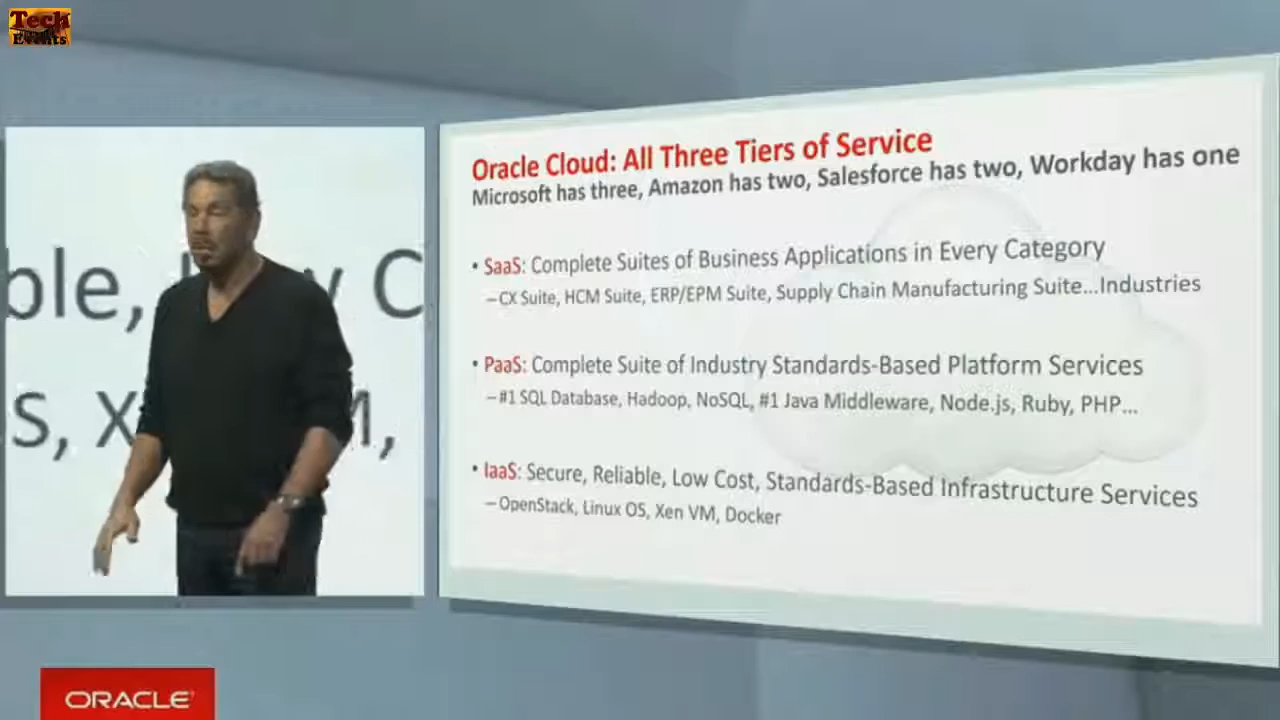 Tech
Events
ble, Low C
s, X M,
Oracle Cloud: All Three Tiers of Service
Microsoft has three, Amazon has two, Salesforce has two, Workday has one
• SaaS: Complete Suites of Business Applications in Every Category
–CX Suite, HCM Suite, ERP/EPM Suite, Supply Chain Manufacturing Suite...Industries
• PaaS: Complete Suite of Industry Standards-Based Platform Services
–#1 SQL Database, Hadoop, NoSQL, #1 Java Middleware, Node.js, Ruby, PHP...
• IaaS: Secure, Reliable, Low Cost, Standards-Based Infrastructure Services
–OpenStack, Linux OS, Xen VM, Docker
ORACLE